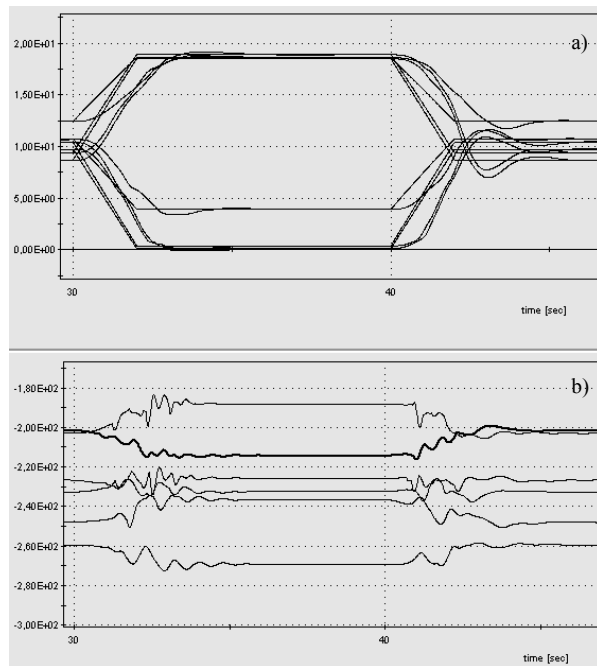 a)
2,00E+01
1,50E+01
1,00E+01
5,00E+00
0,00E+00
30 40
time [sec]
b)
-1,80E+02
-2,00E+02
-2,20E+02
-2,40E+02
-2,60E+02
-2,80E+02
-3,00E+02
30 40
time [sec]